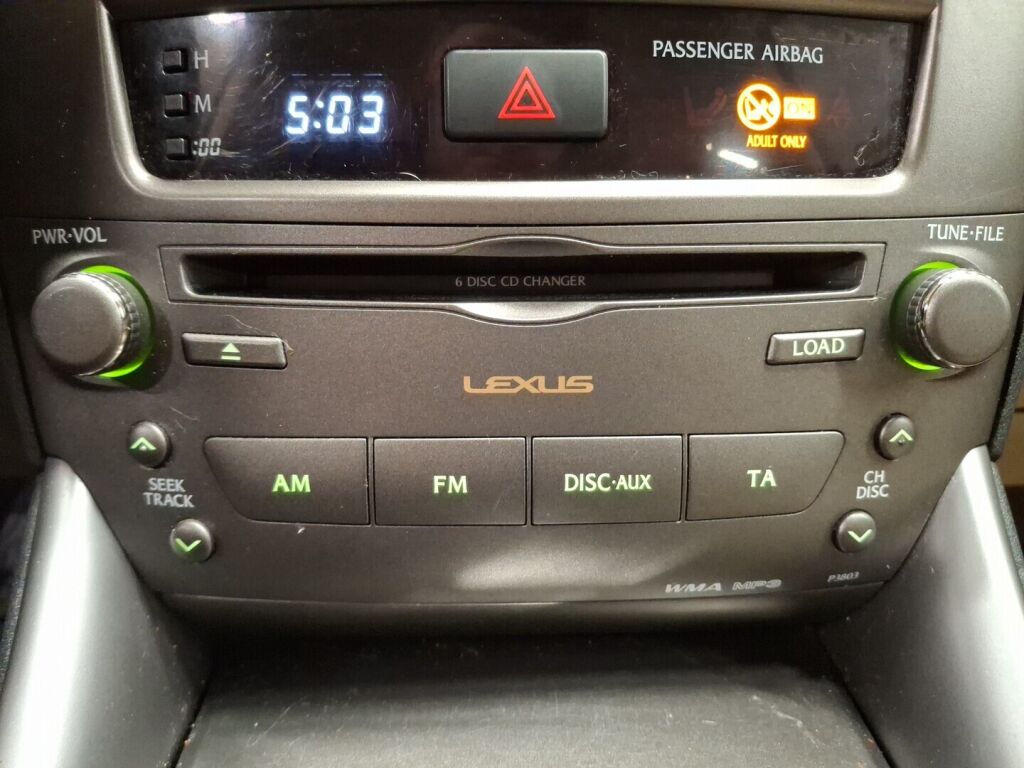 H
PASSENGER AIRBAG
M
5:03
:00
ADULT ONLY
PWR·VOL
TUNE·FILE
6 DISC CD CHANGER
LOAD
LEXUS
SEEK
TRACK
AM
FM
DISC·AUX
TA
CH
DISC
WMA MP3
P3803